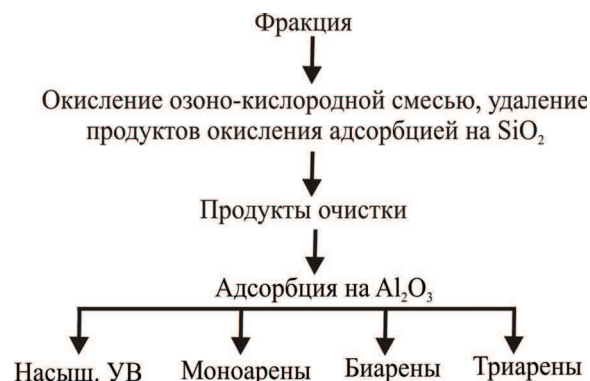 Фракция
Окисление озоно-кислородной смесью, удаление
продуктов окисления адсорбцией на SiO₂
Продукты очистки
Адсорбция на Al₂O₃
Насыщ. УВ Моноарены Биарены Триарены